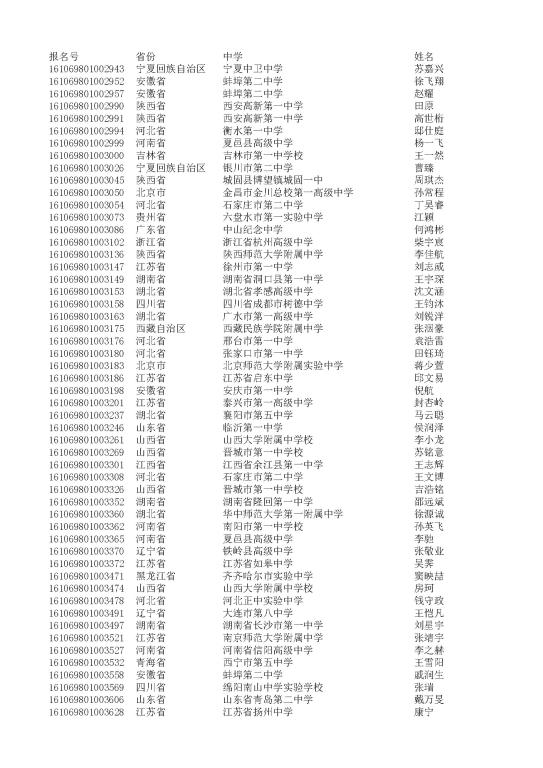 报名号 省份 中学 姓名
161069801002943 宁夏回族自治区 宁夏中卫中学 苏嘉兴
161069801002952 安徽省 蚌埠第二中学 徐飞翔
161069801002957 安徽省 蚌埠第二中学 赵耀
161069801002990 陕西省 西安高新第一中学 田原
161069801002991 陕西省 西安高新第一中学 高世桁
161069801002994 河北省 衡水第一中学 邸仕庭
161069801002999 河南省 夏邑县高级中学 杨一飞
161069801003000 吉林省 吉林市第一中学校 王一然
161069801003026 宁夏回族自治区 银川市第二中学 曹臻
161069801003045 陕西省 城固县博望镇城固一中 周琪杰
161069801003050 北京市 金昌市金川总校第一高级中学 孙常程
161069801003054 河北省 石家庄市第二中学 丁昊睿
161069801003073 贵州省 六盘水市第一实验中学 江颖
161069801003086 广东省 中山纪念中学 何鸿彬
161069801003102 浙江省 浙江省杭州高级中学 柴宇宸
161069801003136 陕西省 陕西师范大学附属中学 李佳航
161069801003147 江苏省 徐州市第一中学 刘志威
161069801003149 湖南省 湖南省洞口县第一中学 王宇琛
161069801003153 湖北省 湖北省孝感高级中学 沈文涵
161069801003158 四川省 四川省成都市树德中学 王钧沐
161069801003163 湖北省 广水市第一高级中学 刘锐洋
161069801003175 西藏自治区 西藏民族学院附属中学 张涸豪
161069801003176 河北省 邢台市第一中学 袁浩雷
161069801003180 河北省 张家口市第一中学 田钰琦
161069801003183 北京市 北京师范大学附属实验中学 蒋少萱
161069801003186 江苏省 江苏省启东中学 邱文易
161069801003198 安徽省 安庆市第一中学 倪航
161069801003201 江苏省 泰兴市第一高级中学 封杏岭
161069801003237 湖北省 襄阳市第五中学 马云聪
161069801003246 山东省 临沂第一中学 侯润泽
161069801003261 山西省 山西大学附属中学校 李小龙
161069801003269 山西省 晋城市第一中学校 苏铭意
161069801003301 江西省 江西省余江县第一中学 王志辉
161069801003308 河北省 石家庄市第二中学 王文博
161069801003326 山西省 晋城市第一中学校 吉浩铭
161069801003352 湖南省 湖南省隆回第一中学 邵远斌
161069801003360 湖北省 华中师范大学第一附属中学 徐源诚
161069801003362 河南省 南阳市第一中学校 孙英飞
161069801003365 河南省 夏邑县高级中学 李驰
161069801003370 辽宁省 铁岭县高级中学 张敬业
161069801003372 江苏省 江苏省如皋中学 吴霁
161069801003471 黑龙江省 齐齐哈尔市实验中学 窦映喆
161069801003474 山西省 山西大学附属中学校 房珂
161069801003478 河北省 河北正中实验中学 钱守政
161069801003491 辽宁省 大连市第八中学 王恺凡
161069801003497 湖南省 湖南省长沙市第一中学 刘星宇
161069801003521 江苏省 南京师范大学附属中学 张靖宇
161069801003527 河南省 河南省信阳高级中学 李之赫
161069801003532 青海省 西宁市第五中学 王雪阳
161069801003558 安徽省 蚌埠第二中学 戚润生
161069801003569 四川省 绵阳南山中学实验学校 张瑞
161069801003606 山东省 山东省青岛第二中学 戴万旻
161069801003628 江苏省 江苏省扬州中学 康宁